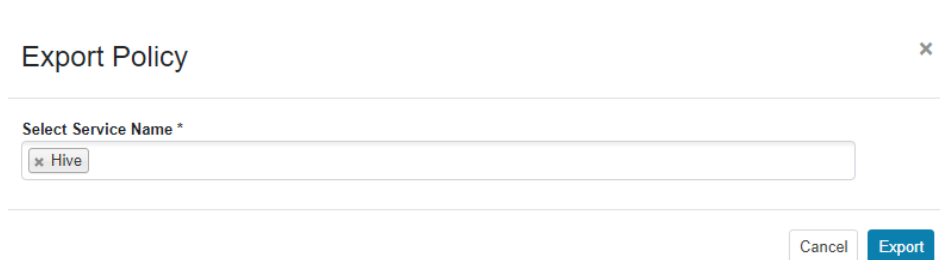 Export Policy
×
Select Service Name *
× Hive
Cancel Export